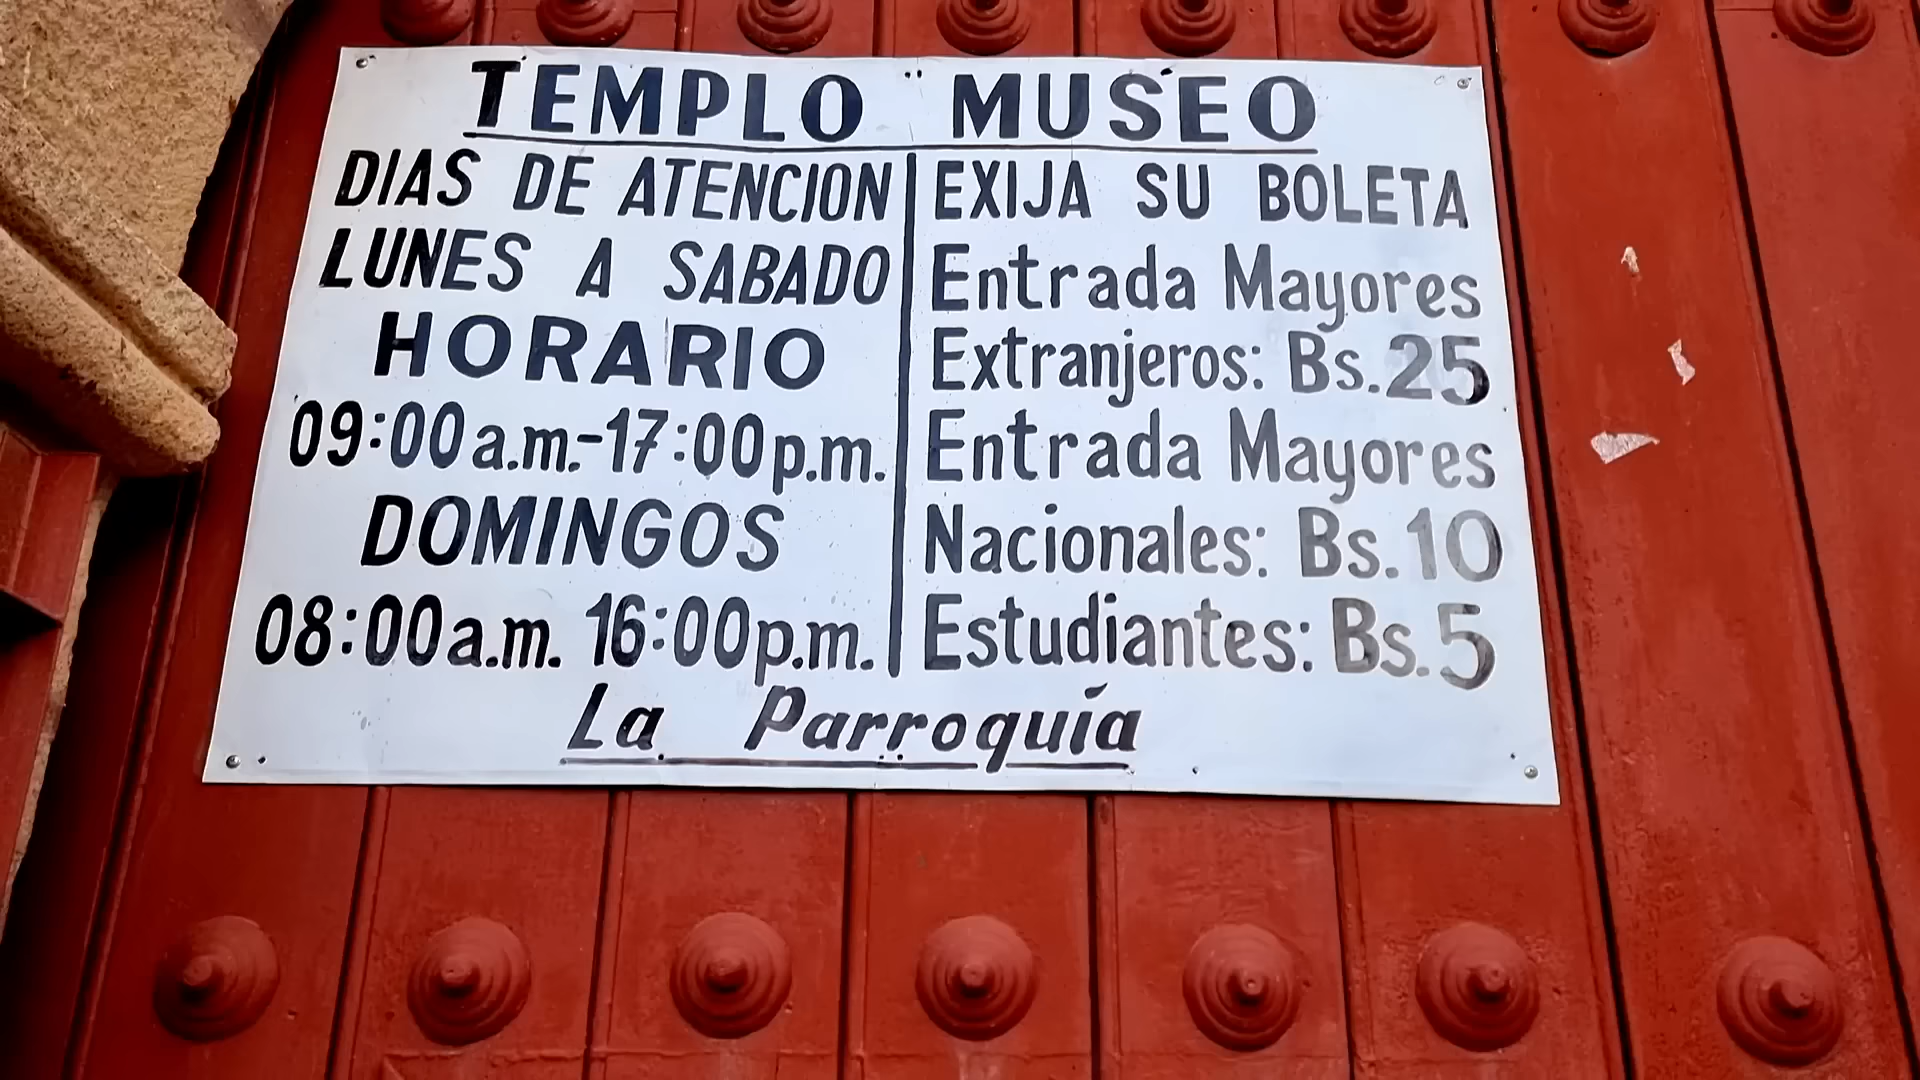 TEMPLO MUSEO
DIAS DE ATENCION
LUNES A SABADO
HORARIO
09:00a.m.-17:00p.m.
DOMINGOS
08:00a.m. 16:00p.m.
EXIJA SU BOLETA
Entrada Mayores
Extranjeros: Bs.25
Entrada Mayores
Nacionales: Bs.10
Estudiantes: Bs.5
La Parroquía